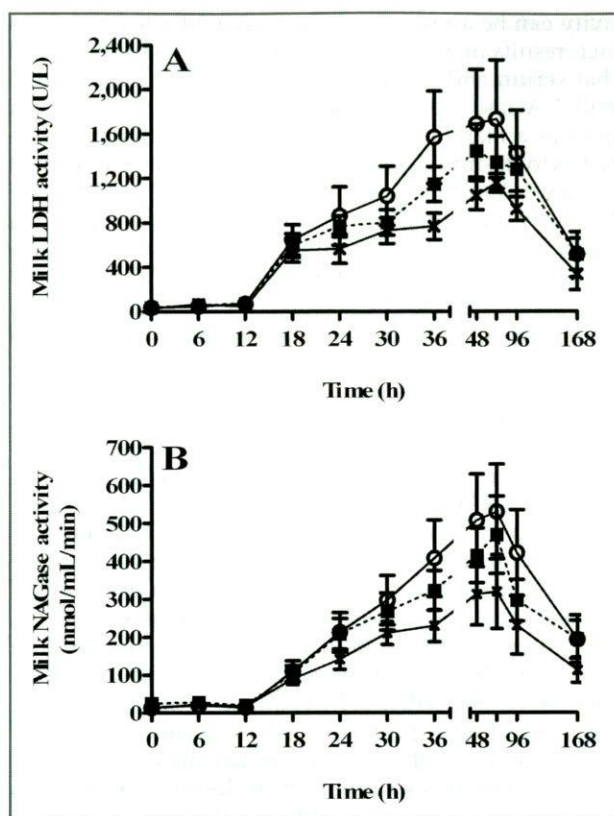 A
2,400
2,000
1,600
1,200
800
400
0
Milk LDH activity (U/L)
0 6 12 18 24 30 36 48 96 168
Time (h)
B
700
600
500
400
300
200
100
0
Milk NAGase activity
(nmol/mL/min)
0 6 12 18 24 30 36 48 96 168
Time (h)